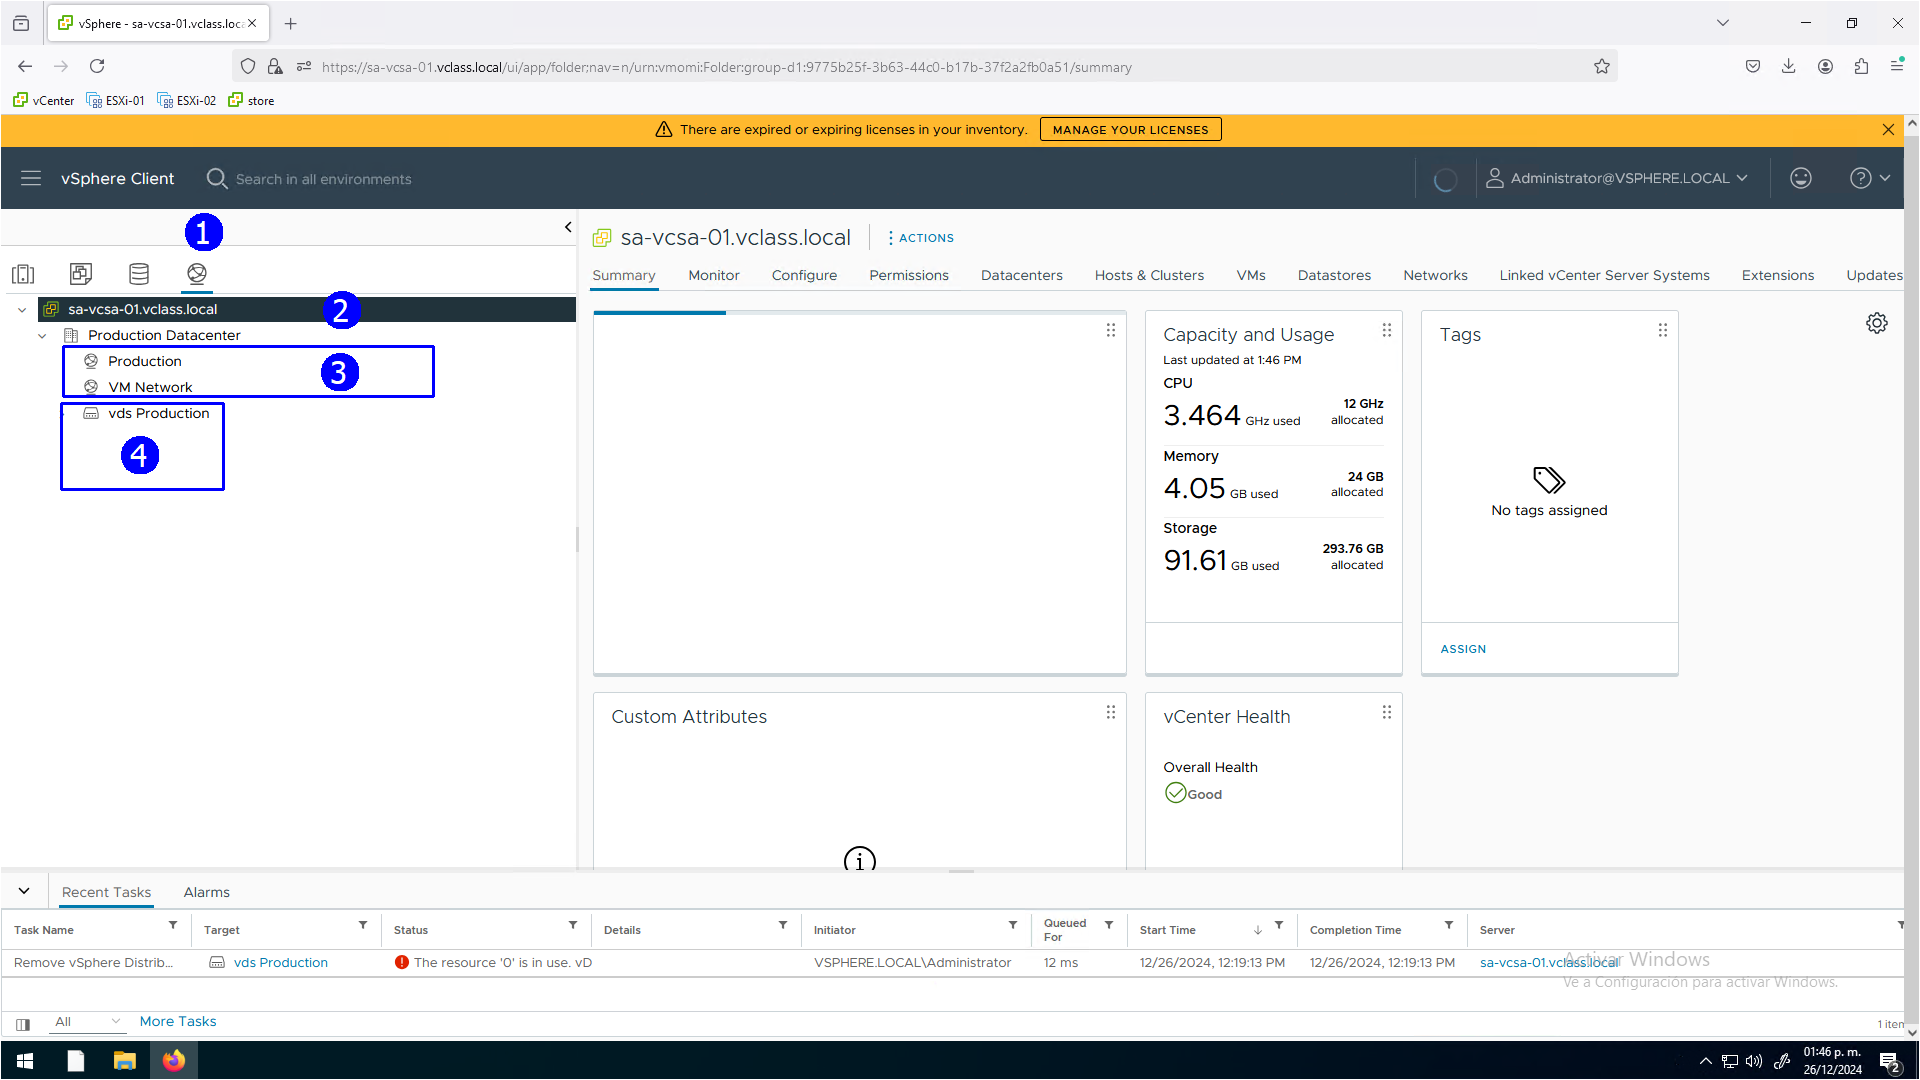 vSphere - sa-vcsa-01.vclass.loc
https://sa-vcsa-01.vclass.local/ui/app/folder;nav=n/urn:vmomi:Folder:group-d1:9775b25f-3b63-44c0-b17b-37f2a2fb0a51/summary
vCenter ESXi-01 ESXi-02 store
There are expired or expiring licenses in your inventory. MANAGE YOUR LICENSES
vSphere Client Search in all environments Administrator@VSPHERE.LOCAL
1
sa-vcsa-01.vclass.local ACTIONS
Summary Monitor Configure Permissions Datacenters Hosts & Clusters VMs Datastores Networks Linked vCenter Server Systems Extensions Updates
sa-vcsa-01.vclass.local 2
Production Datacenter
Production
3
VM Network
vds Production
4
Capacity and Usage
Last updated at 1:46 PM
CPU
3.464 GHz used 12 GHz allocated
Memory
4.05 GB used 24 GB allocated
Storage
91.61 GB used 293.76 GB allocated
Tags
No tags assigned
ASSIGN
Custom Attributes
vCenter Health
Overall Health
Good
Recent Tasks Alarms
Task Name Target Status Details Initiator Queued For Start Time Completion Time Server
Remove vSphere Distrib... vds Production The resource '0' is in use. vD VSPHERE.LOCAL\Administrator 12 ms 12/26/2024, 12:19:13 PM 12/26/2024, 12:19:13 PM sa-vcsa-01.vclass.local
Activar Windows
Ve a Configuración para activar Windows.
All More Tasks 1 item
01:46 p. m.
26/12/2024
2